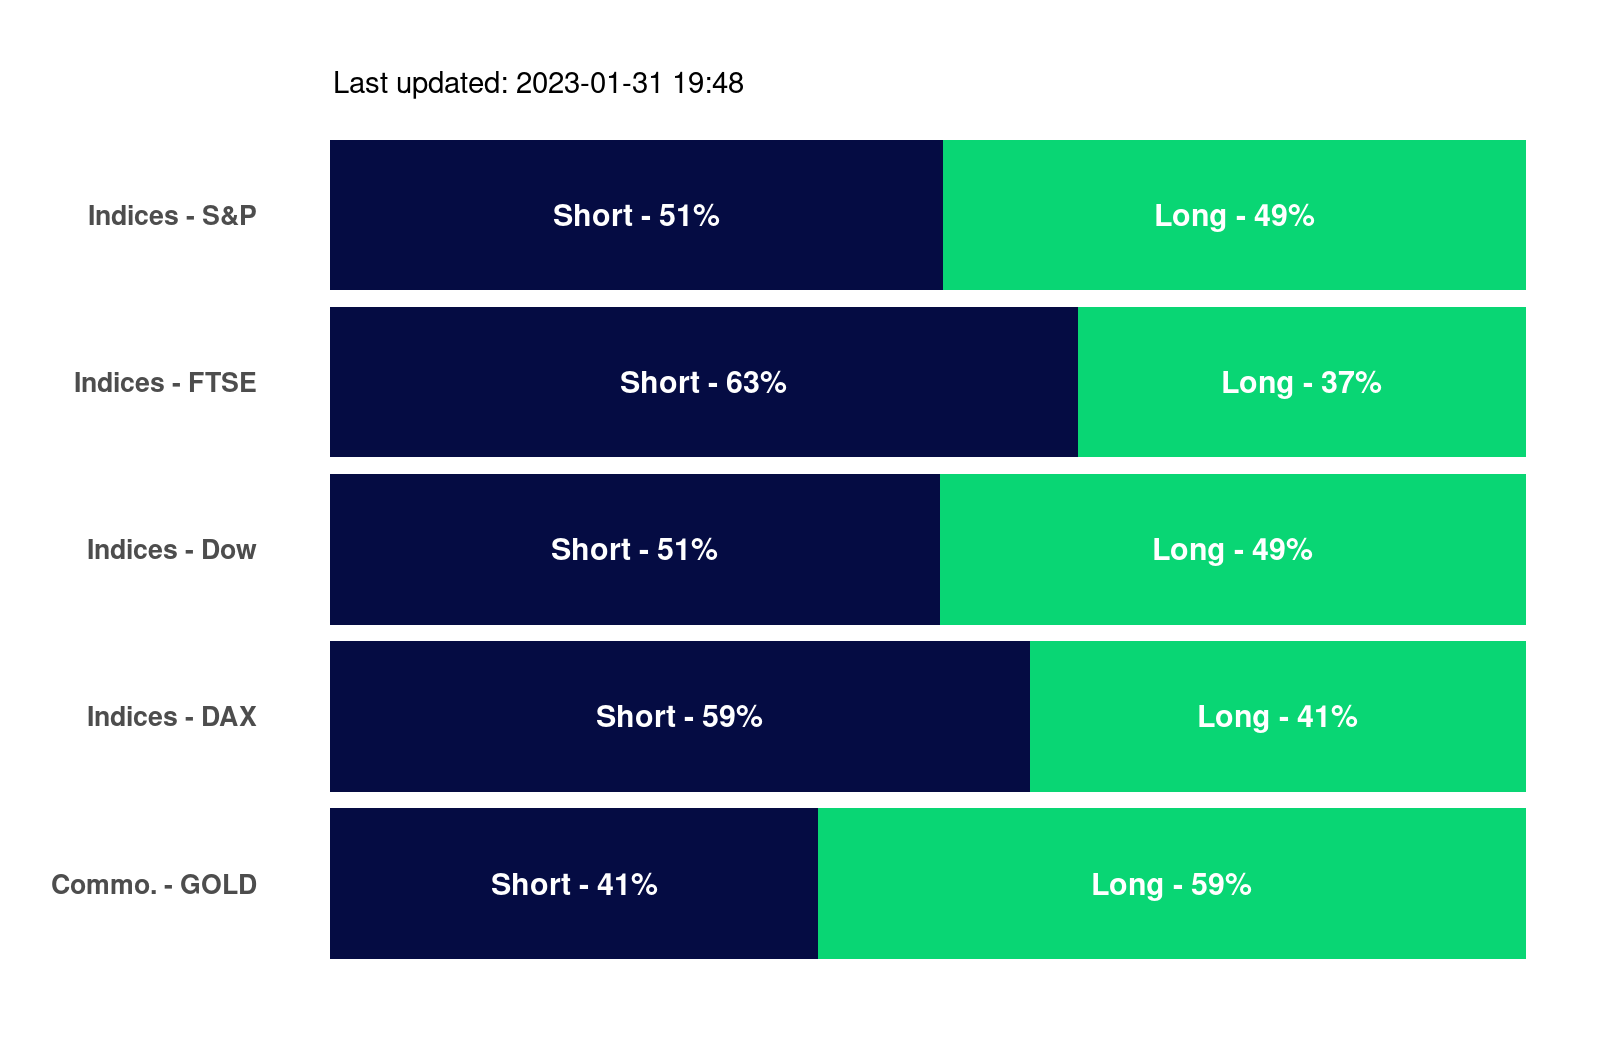 Last updated: 2023-01-31 19:48
Indices - S&P Short - 51% Long - 49%
Indices - FTSE Short - 63% Long - 37%
Indices - Dow Short - 51% Long - 49%
Indices - DAX Short - 59% Long - 41%
Commo. - GOLD Short - 41% Long - 59%